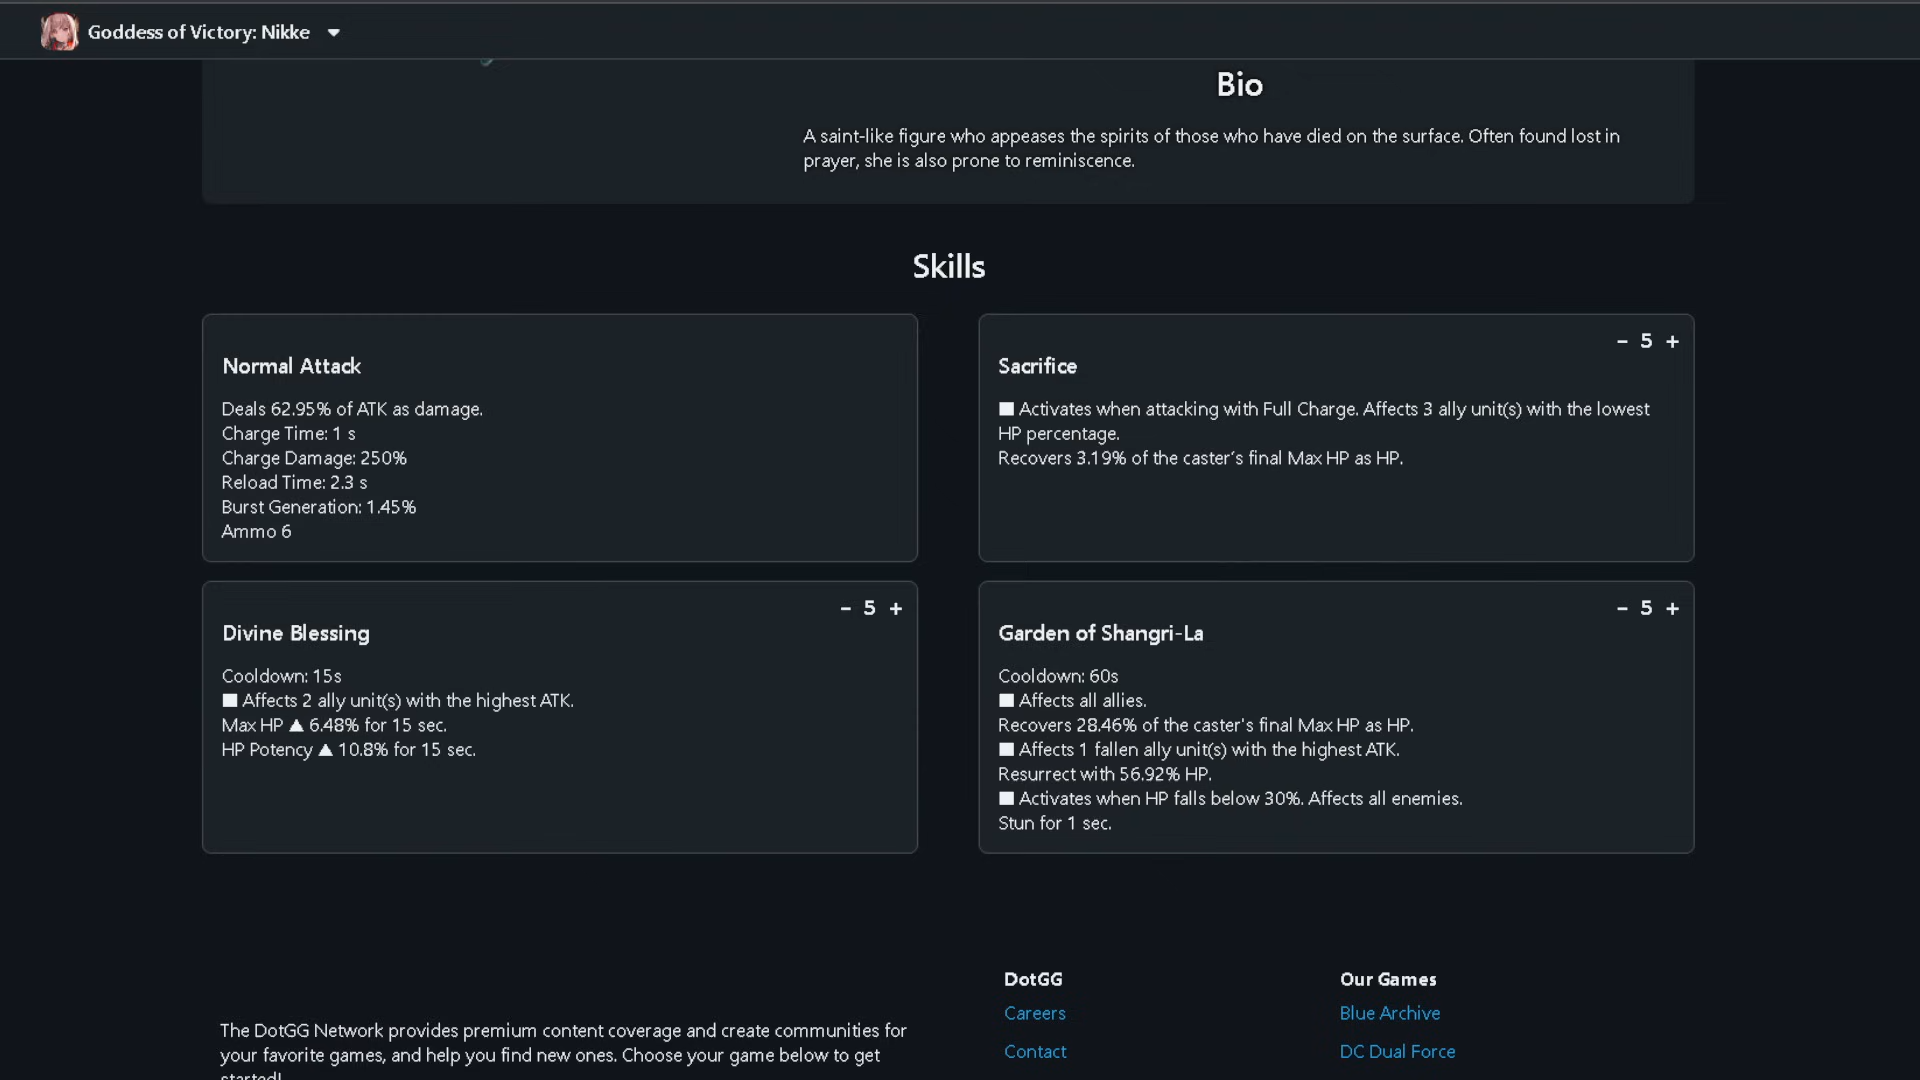 Goddess of Victory: Nikke
Bio
A saint-like figure who appeases the spirits of those who have died on the surface. Often found lost in
prayer, she is also prone to reminiscence.
Skills
Normal Attack
Deals 62.95% of ATK as damage.
Charge Time: 1 s
Charge Damage: 250%
Reload Time: 2.3 s
Burst Generation: 1.45%
Ammo 6
– 5 +
Sacrifice
■ Activates when attacking with Full Charge. Affects 3 ally unit(s) with the lowest
HP percentage.
Recovers 3.19% of the caster's final Max HP as HP.
– 5 +
Divine Blessing
Cooldown: 15s
■ Affects 2 ally unit(s) with the highest ATK.
Max HP ▲ 6.48% for 15 sec.
HP Potency ▲ 10.8% for 15 sec.
– 5 +
Garden of Shangri-La
Cooldown: 60s
■ Affects all allies.
Recovers 28.46% of the caster's final Max HP as HP.
■ Affects 1 fallen ally unit(s) with the highest ATK.
Resurrect with 56.92% HP.
■ Activates when HP falls below 30%. Affects all enemies.
Stun for 1 sec.
The DotGG Network provides premium content coverage and create communities for
your favorite games, and help you find new ones. Choose your game below to get
started!
DotGG
Careers
Contact
Our Games
Blue Archive
DC Dual Force